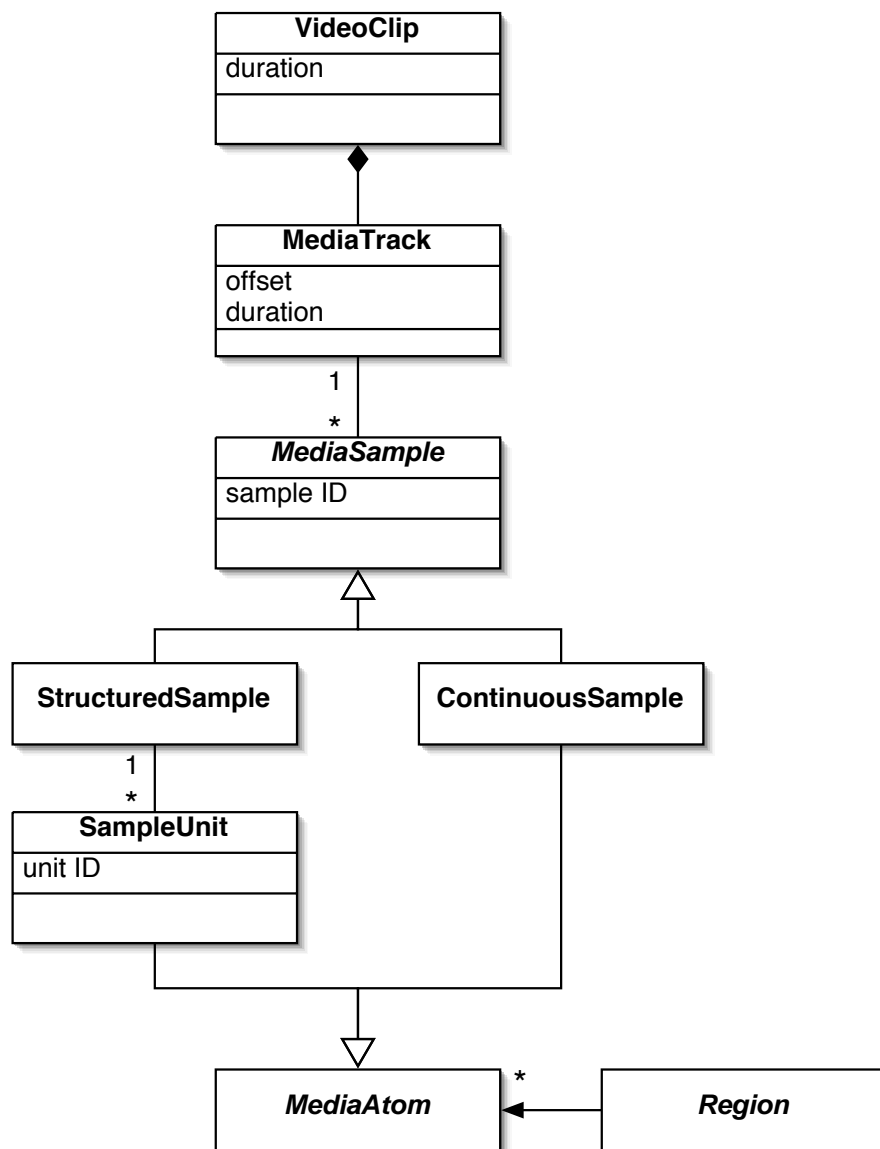 VideoClip
duration
MediaTrack
offset
duration
1
*
MediaSample
sample ID
StructuredSample
ContinuousSample
1
*
SampleUnit
unit ID
*
MediaAtom
Region